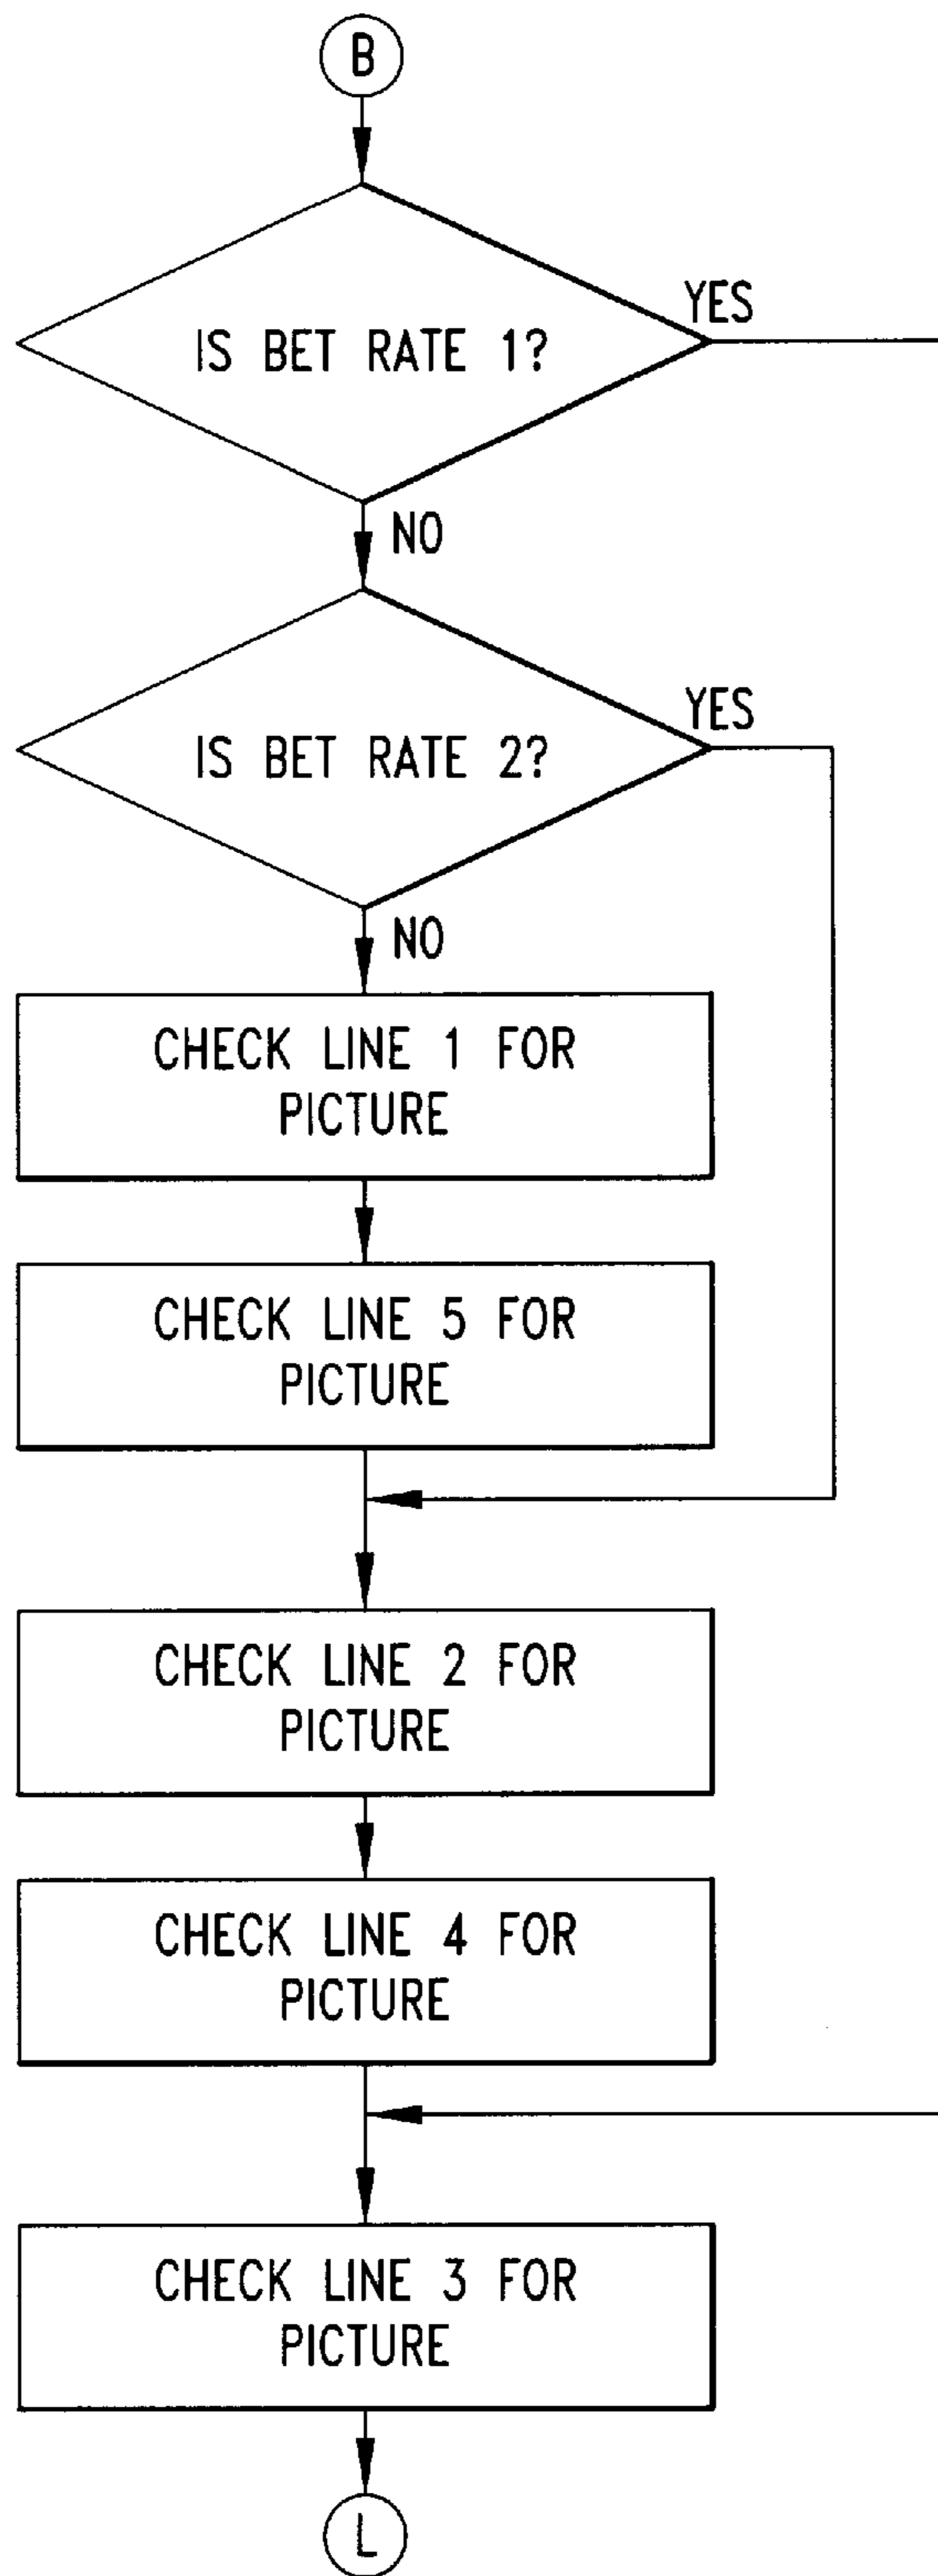 B
IS BET RATE 1?
YES
NO
IS BET RATE 2?
YES
NO
CHECK LINE 1 FOR
PICTURE
CHECK LINE 5 FOR
PICTURE
CHECK LINE 2 FOR
PICTURE
CHECK LINE 4 FOR
PICTURE
CHECK LINE 3 FOR
PICTURE
L